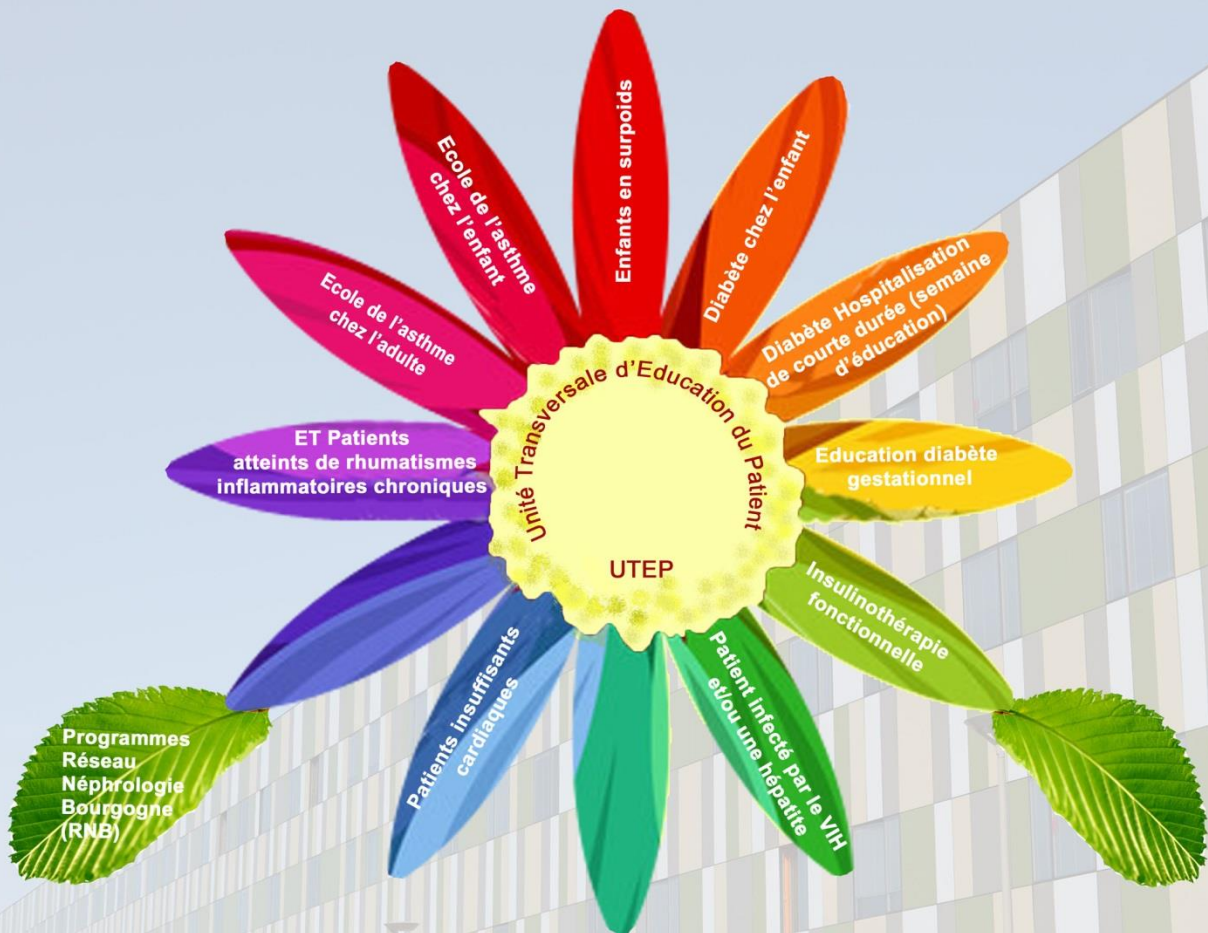 Enfants en surpoids
Diabète chez l'enfant
Diabète Hospitalisation
de courte durée (semaine
d'éducation)
Education diabète
gestationnel
Insulinothérapie
fonctionnelle
Patient infecté par le VIH
et/ou une hépatite
Patients insuffisants
cardiaques
ET Patients
atteints de rhumatismes
inflammatoires chroniques
Ecole de l'asthme
chez l'adulte
Ecole de l'asthme
chez l'enfant
Unité Transversale d'Education du Patient
UTEP
Programmes
Réseau
Néphrologie
Bourgogne
(RNB)